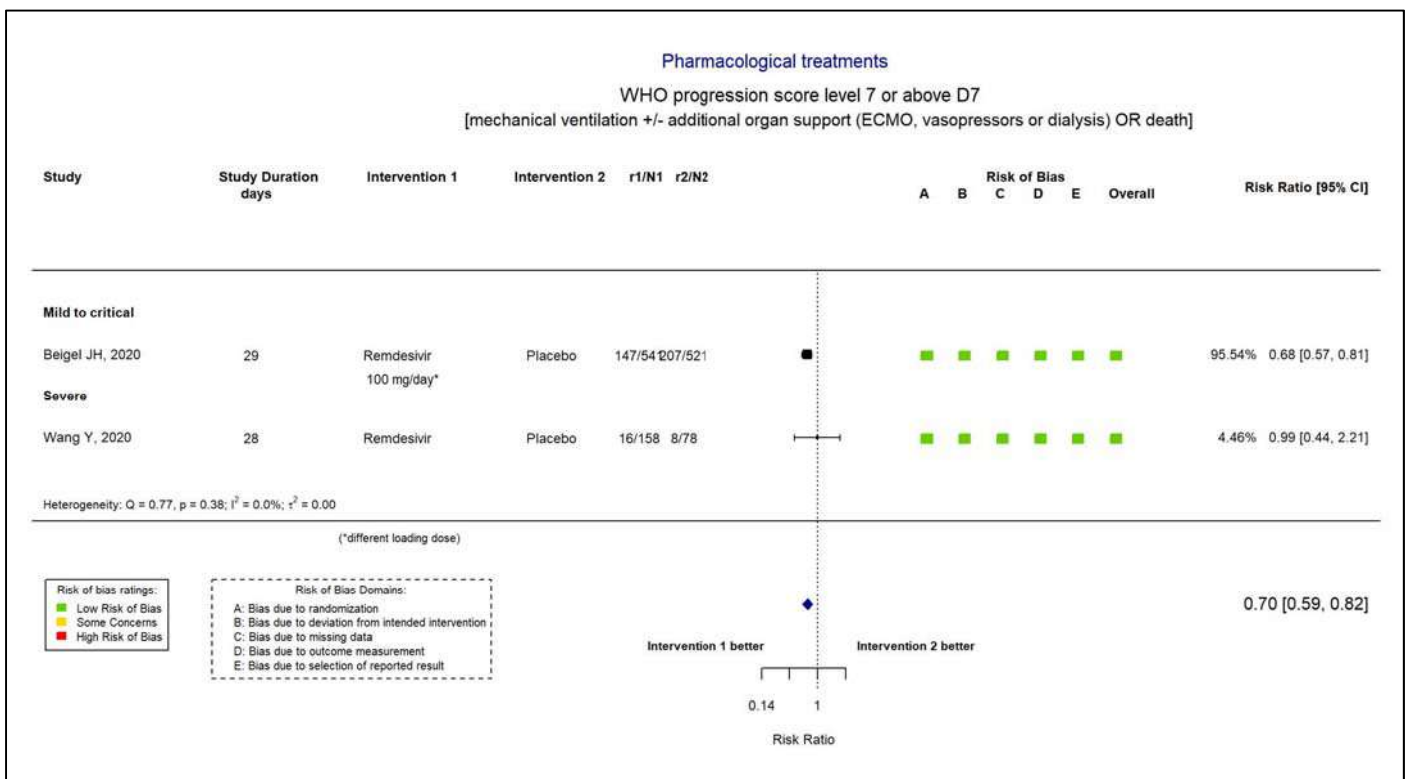 Pharmacological treatments
WHO progression score level 7 or above D7
[mechanical ventilation +/- additional organ support (ECMO, vasopressors or dialysis) OR death]
Study Study Duration days Intervention 1 Intervention 2 r1/N1 r2/N2 Risk of Bias Risk Ratio [95% CI]
A B C D E Overall
Mild to critical
Beigel JH, 2020 29 Remdesivir Placebo 147/541 207/521 95.54% 0.68 [0.57, 0.81]
100 mg/day*
Severe
Wang Y, 2020 28 Remdesivir Placebo 16/158 8/78 4.46% 0.99 [0.44, 2.21]
Heterogeneity: Q = 0.77, p = 0.38; I² = 0.0%; τ² = 0.00
(*different loading dose)
Risk of bias ratings:
Low Risk of Bias
Some Concerns
High Risk of Bias
Risk of Bias Domains:
A: Bias due to randomization
B: Bias due to deviation from intended intervention
C: Bias due to missing data
D: Bias due to outcome measurement
E: Bias due to selection of reported result
0.70 [0.59, 0.82]
Intervention 1 better Intervention 2 better
0.14 1
Risk Ratio